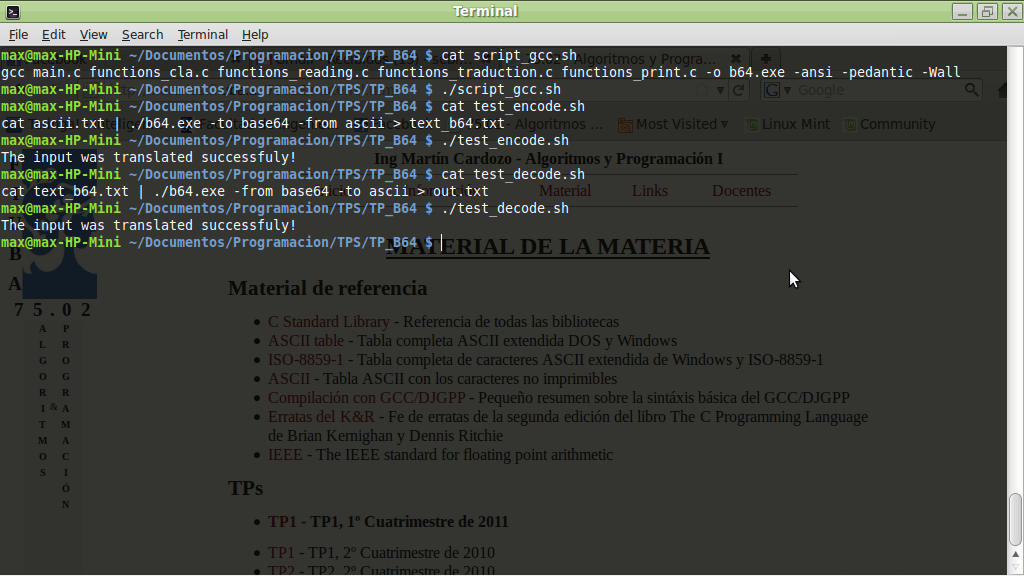 Terminal
File Edit View Search Terminal Help
max@max-HP-Mini ~/Documentos/Programacion/TPS/TP_B64 $ cat script_gcc.sh
gcc main.c functions_cla.c functions_reading.c functions_traduction.c functions_print.c -o b64.exe -ansi -pedantic -Wall
max@max-HP-Mini ~/Documentos/Programacion/TPS/TP_B64 $ ./script_gcc.sh
max@max-HP-Mini ~/Documentos/Programacion/TPS/TP_B64 $ cat test_encode.sh
cat ascii.txt | ./b64.exe -to base64 -from ascii > text_b64.txt
max@max-HP-Mini ~/Documentos/Programacion/TPS/TP_B64 $ ./test_encode.sh
The input was translated successfuly!
max@max-HP-Mini ~/Documentos/Programacion/TPS/TP_B64 $ cat test_decode.sh
cat text_b64.txt | ./b64.exe -from base64 -to ascii > out.txt
max@max-HP-Mini ~/Documentos/Programacion/TPS/TP_B64 $ ./test_decode.sh
The input was translated successfuly!
max@max-HP-Mini ~/Documentos/Programacion/TPS/TP_B64 $
Algoritmos y Progra...
Google
Algoritmos ... Most Visited Linux Mint Community
Ing Martín Cardozo - Algoritmos y Programación I
Material Links Docentes
MATERIAL DE LA MATERIA
B
A
75.02
ALGORITMOS
&
PROGRAMACIÓN
Material de referencia
C Standard Library - Referencia de todas las bibliotecas
ASCII table - Tabla completa ASCII extendida DOS y Windows
ISO-8859-1 - Tabla completa de caracteres ASCII extendida de Windows y ISO-8859-1
ASCII - Tabla ASCII con los caracteres no imprimibles
Compilación con GCC/DJGPP - Pequeño resumen sobre la sintáxis básica del GCC/DJGPP
Erratas del K&R - Fe de erratas de la segunda edición del libro The C Programming Language
de Brian Kernighan y Dennis Ritchie
IEEE - The IEEE standard for floating point arithmetic
TPs
TP1 - TP1, 1º Cuatrimestre de 2011
TP1 - TP1, 2º Cuatrimestre de 2010
TP2 - TP2, 2º Cuatrimestre de 2010